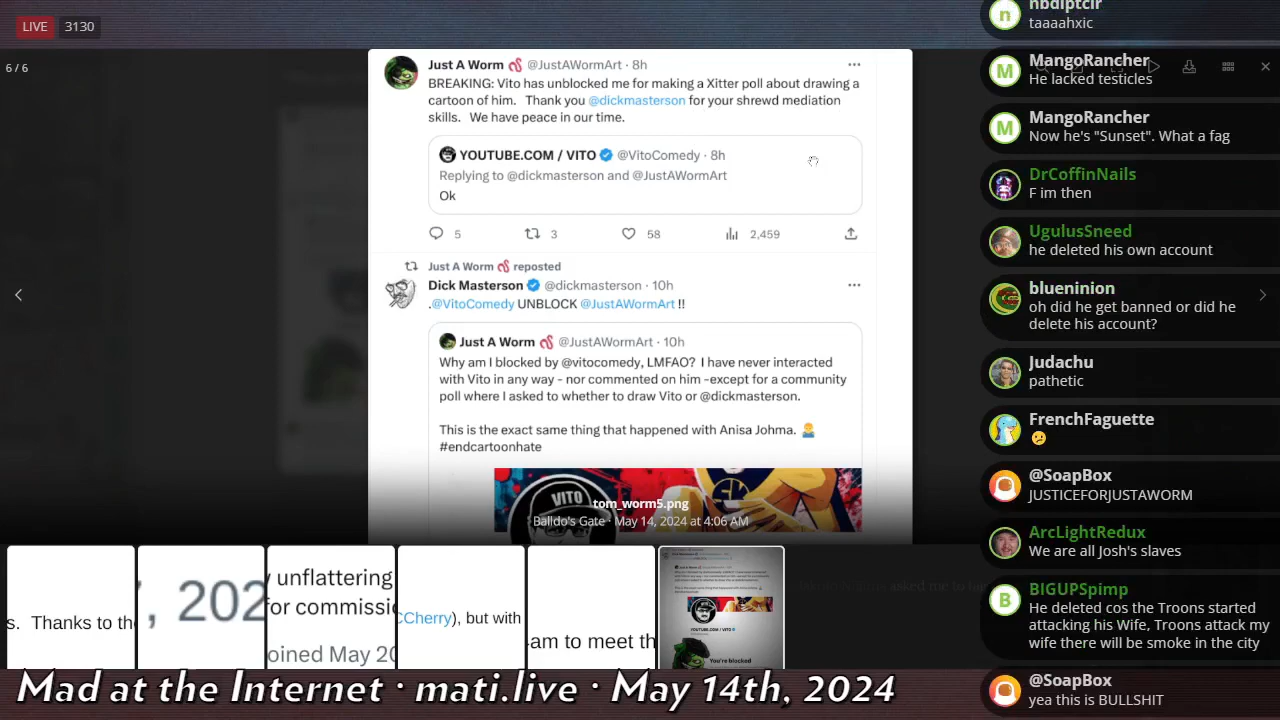 LIVE 3130
6 / 6
Just A Worm @JustAWormArt · 8h
BREAKING: Vito has unblocked me for making a Xitter poll about drawing a
cartoon of him. Thank you @dickmasterson for your shrewd mediation
skills. We have peace in our time.
YOUTUBE.COM / VITO @VitoComedy · 8h
Replying to @dickmasterson and @JustAWormArt
Ok
5 3 58 2,459
Just A Worm reposted
Dick Masterson @dickmasterson · 10h
.@VitoComedy UNBLOCK @JustAWormArt !!
Just A Worm @JustAWormArt · 10h
Why am I blocked by @vitocomedy, LMFAO? I have never interacted
with Vito in any way - nor commented on him -except for a community
poll where I asked to whether to draw Vito or @dickmasterson.
This is the exact same thing that happened with Anisa Johma. 🤷‍♂️
#endcartoonhate
VITO
tom_worm5.png
Balldo's Gate · May 14, 2024 at 4:06 AM
s. Thanks to th
, 202
unflattering
for commissi
oined May 20
CCherry), but with
am to meet th
YOUTUBE.COM / VITO
You're blocked
asked me to
nbdiptcir
taaaahxic
MangoRancher
He lacked testicles
MangoRancher
Now he's "Sunset". What a fag
DrCoffinNails
F im then
UgulusSneed
he deleted his own account
blueninion
oh did he get banned or did he
delete his account?
Judachu
pathetic
FrenchFaguette
😕
@SoapBox
JUSTICEFORJUSTAWORM
ArcLightRedux
We are all Josh's slaves
BIGUPSpimp
He deleted cos the Troons started
attacking his Wife, Troons attack my
wife there will be smoke in the city
@SoapBox
yea this is BULLSHIT
Mad at the Internet · mati.live · May 14th, 2024